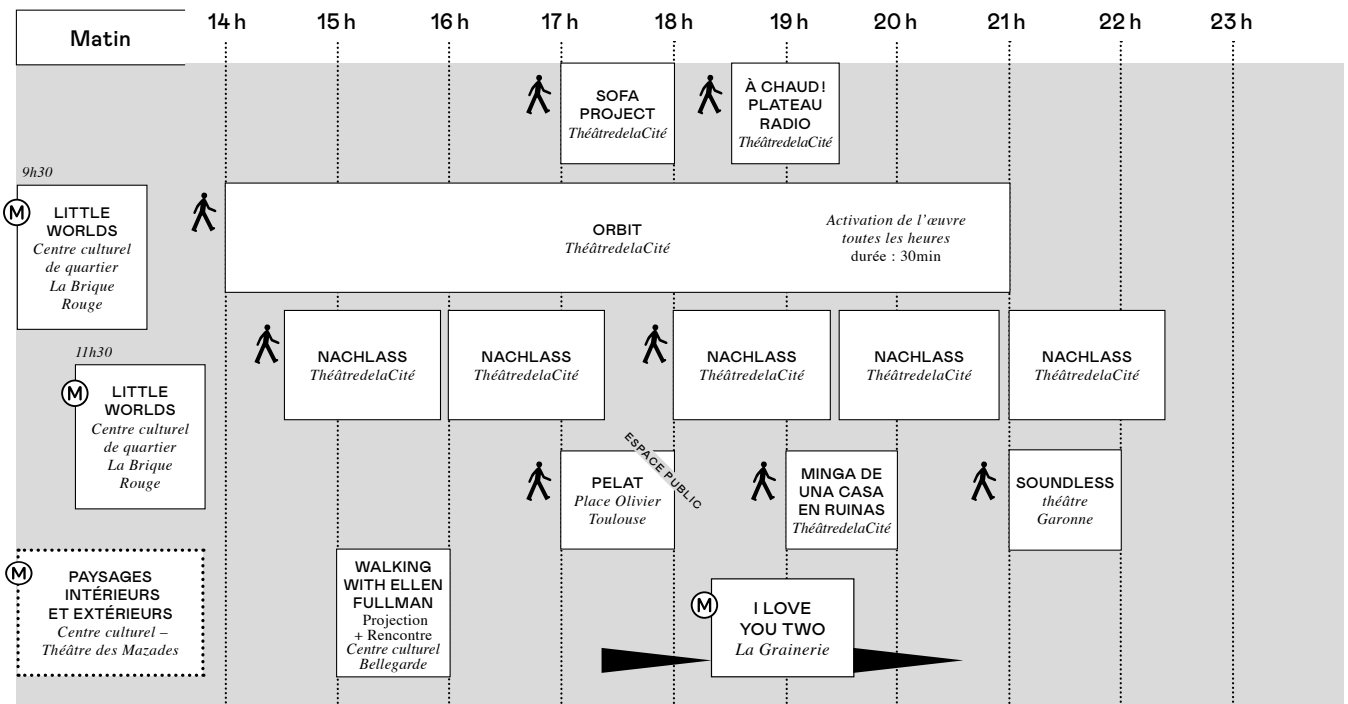 Matin
14 h
15 h
16 h
17 h
18 h
19 h
20 h
21 h
22 h
23 h
SOFA
PROJECT
ThéâtredelaCité
À CHAUD !
PLATEAU
RADIO
ThéâtredelaCité
9h30
M
LITTLE
WORLDS
Centre culturel
de quartier
La Brique
Rouge
ORBIT
ThéâtredelaCité
Activation de l'œuvre
toutes les heures
durée : 30min
NACHLASS
ThéâtredelaCité
NACHLASS
ThéâtredelaCité
NACHLASS
ThéâtredelaCité
NACHLASS
ThéâtredelaCité
NACHLASS
ThéâtredelaCité
11h30
M
LITTLE
WORLDS
Centre culturel
de quartier
La Brique
Rouge
PELAT
Place Olivier
Toulouse
ESPACE PUBLIC
MINGA DE
UNA CASA
EN RUINAS
ThéâtredelaCité
SOUNDLESS
théâtre
Garonne
M
PAYSAGES
INTÉRIEURS
ET EXTÉRIEURS
Centre culturel –
Théâtre des Mazades
WALKING
WITH ELLEN
FULLMAN
Projection
+ Rencontre
Centre culturel
Bellegarde
M
I LOVE
YOU TWO
La Grainerie